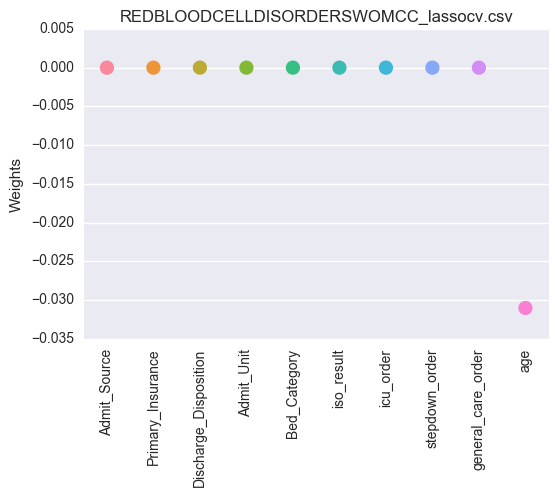 REDBLOODCELLDISORDERSWOMCC_lassocv.csv
0.005
0.000
−0.005
−0.010
−0.015
−0.020
−0.025
−0.030
−0.035
Weights
Admit_Source
Primary_Insurance
Discharge_Disposition
Admit_Unit
Bed_Category
iso_result
icu_order
stepdown_order
general_care_order
age